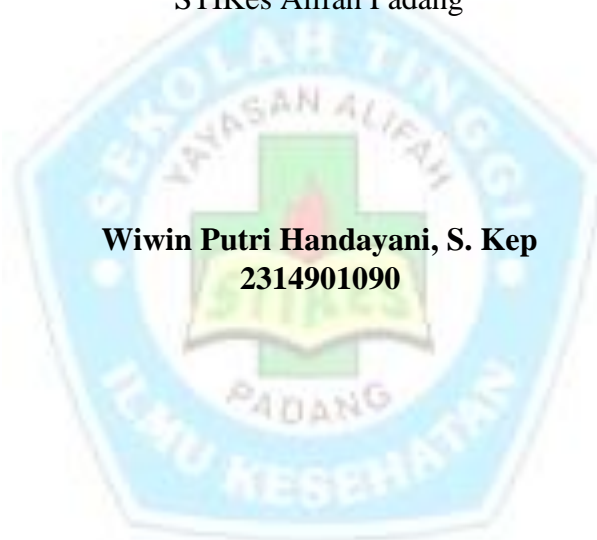 STIKes Alifah Padang
SEKOLAH TINGGI
YAYASAN ALIFAH
Wiwin Putri Handayani, S. Kep
2314901090
STIKES
PADANG
ILMU KESEHATAN